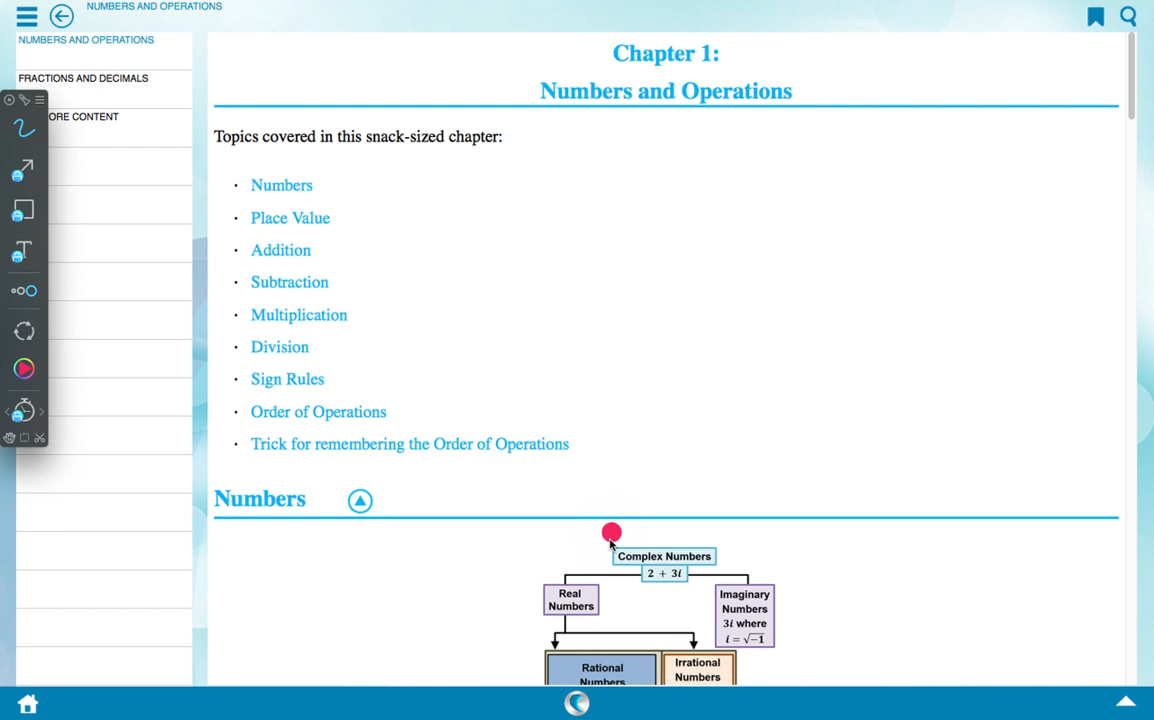 NUMBERS AND OPERATIONS
NUMBERS AND OPERATIONS
FRACTIONS AND DECIMALS
ORE CONTENT
Chapter 1:
Numbers and Operations
Topics covered in this snack-sized chapter:
· Numbers
· Place Value
· Addition
· Subtraction
· Multiplication
· Division
· Sign Rules
· Order of Operations
· Trick for remembering the Order of Operations
Numbers
Complex Numbers
2 + 3i
Real
Numbers
Imaginary
Numbers
3i where
i = √−1
Rational
Numbers
Irrational
Numbers